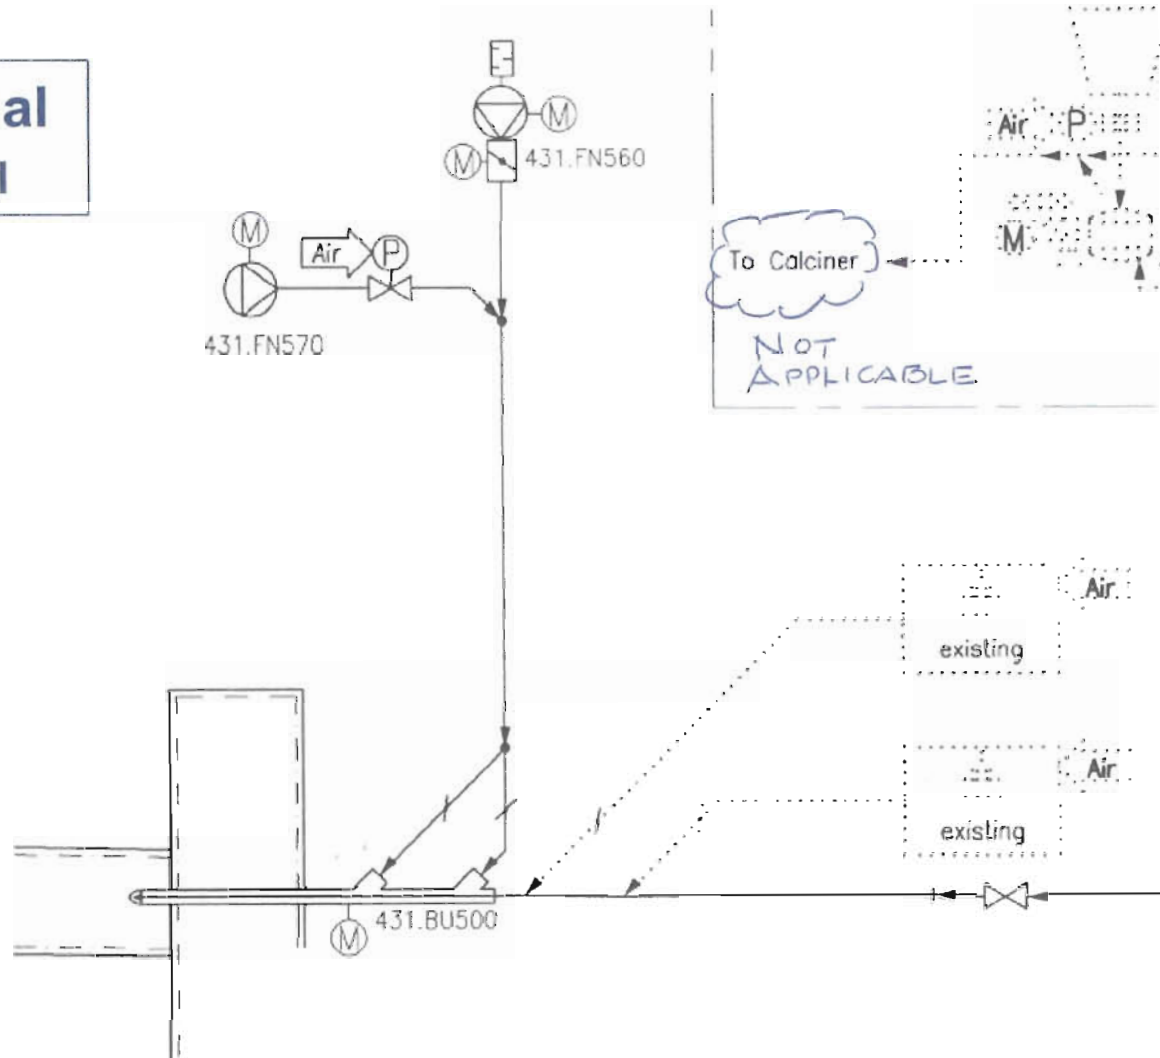 al
M
431.FN560
M
M
Air
P
431.FN570
Air
P
M
To Calciner
NOT
APPLICABLE
Air
existing
Air
existing
431.BU500
M